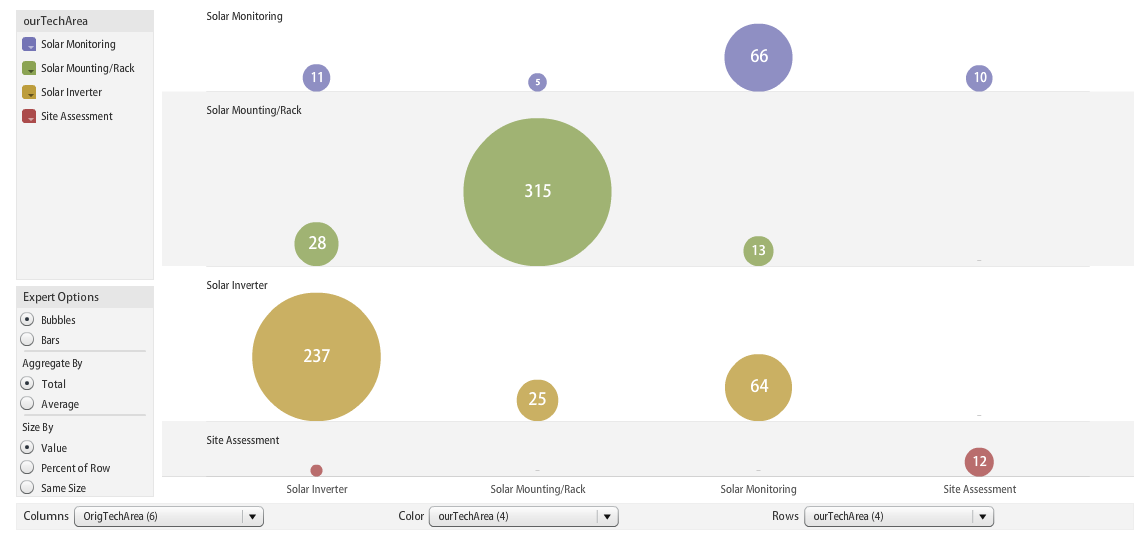 ourTechArea
Solar Monitoring
Solar Mounting/Rack
Solar Inverter
Site Assessment
Expert Options
Bubbles
Bars
Aggregate By
Total
Average
Size By
Value
Percent of Row
Same Size
Solar Monitoring
11
5
66
10
Solar Mounting/Rack
28
315
13
–
Solar Inverter
237
25
64
–
Site Assessment
–
–
12
Solar Inverter
Solar Mounting/Rack
Solar Monitoring
Site Assessment
Columns
OrigTechArea (6)
Color
ourTechArea (4)
Rows
ourTechArea (4)